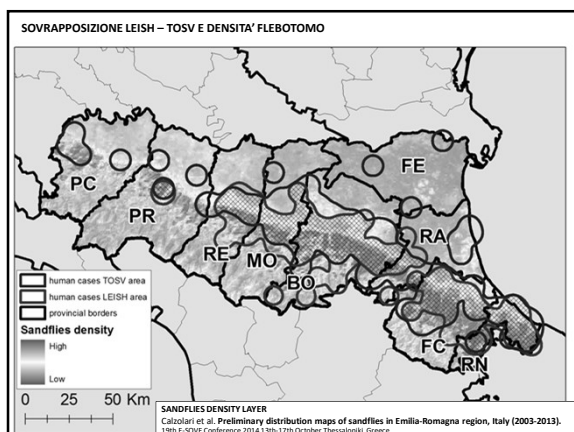 SOVRAPPOSIZIONE LEISH – TOSV E DENSITA’ FLEBOTOMO
FE
PC
PR
RA
RE
MO
BO
FC
RN
human cases TOSV area
human cases LEISH area
provincial borders
Sandflies density
High
Low
0 25 50 Km
SANDFLIES DENSITY LAYER
Calzolari et al. Preliminary distribution maps of sandflies in Emilia-Romagna region, Italy (2003-2013).
19th E-SOVE Conference 2014 13th-17th October Thessaloniki, Greece